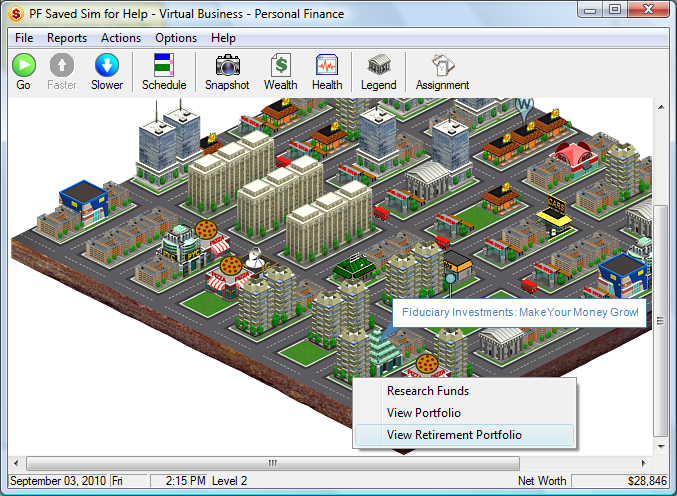 PF Saved Sim for Help - Virtual Business - Personal Finance
File Reports Actions Options Help
Go Faster Slower Schedule Snapshot Wealth Health Legend Assignment
W
CARS
Fiduciary Investments: Make Your Money Grow!
Research Funds
View Portfolio
View Retirement Portfolio
September 03, 2010 Fri 2:15 PM Level 2 Net Worth $28,846